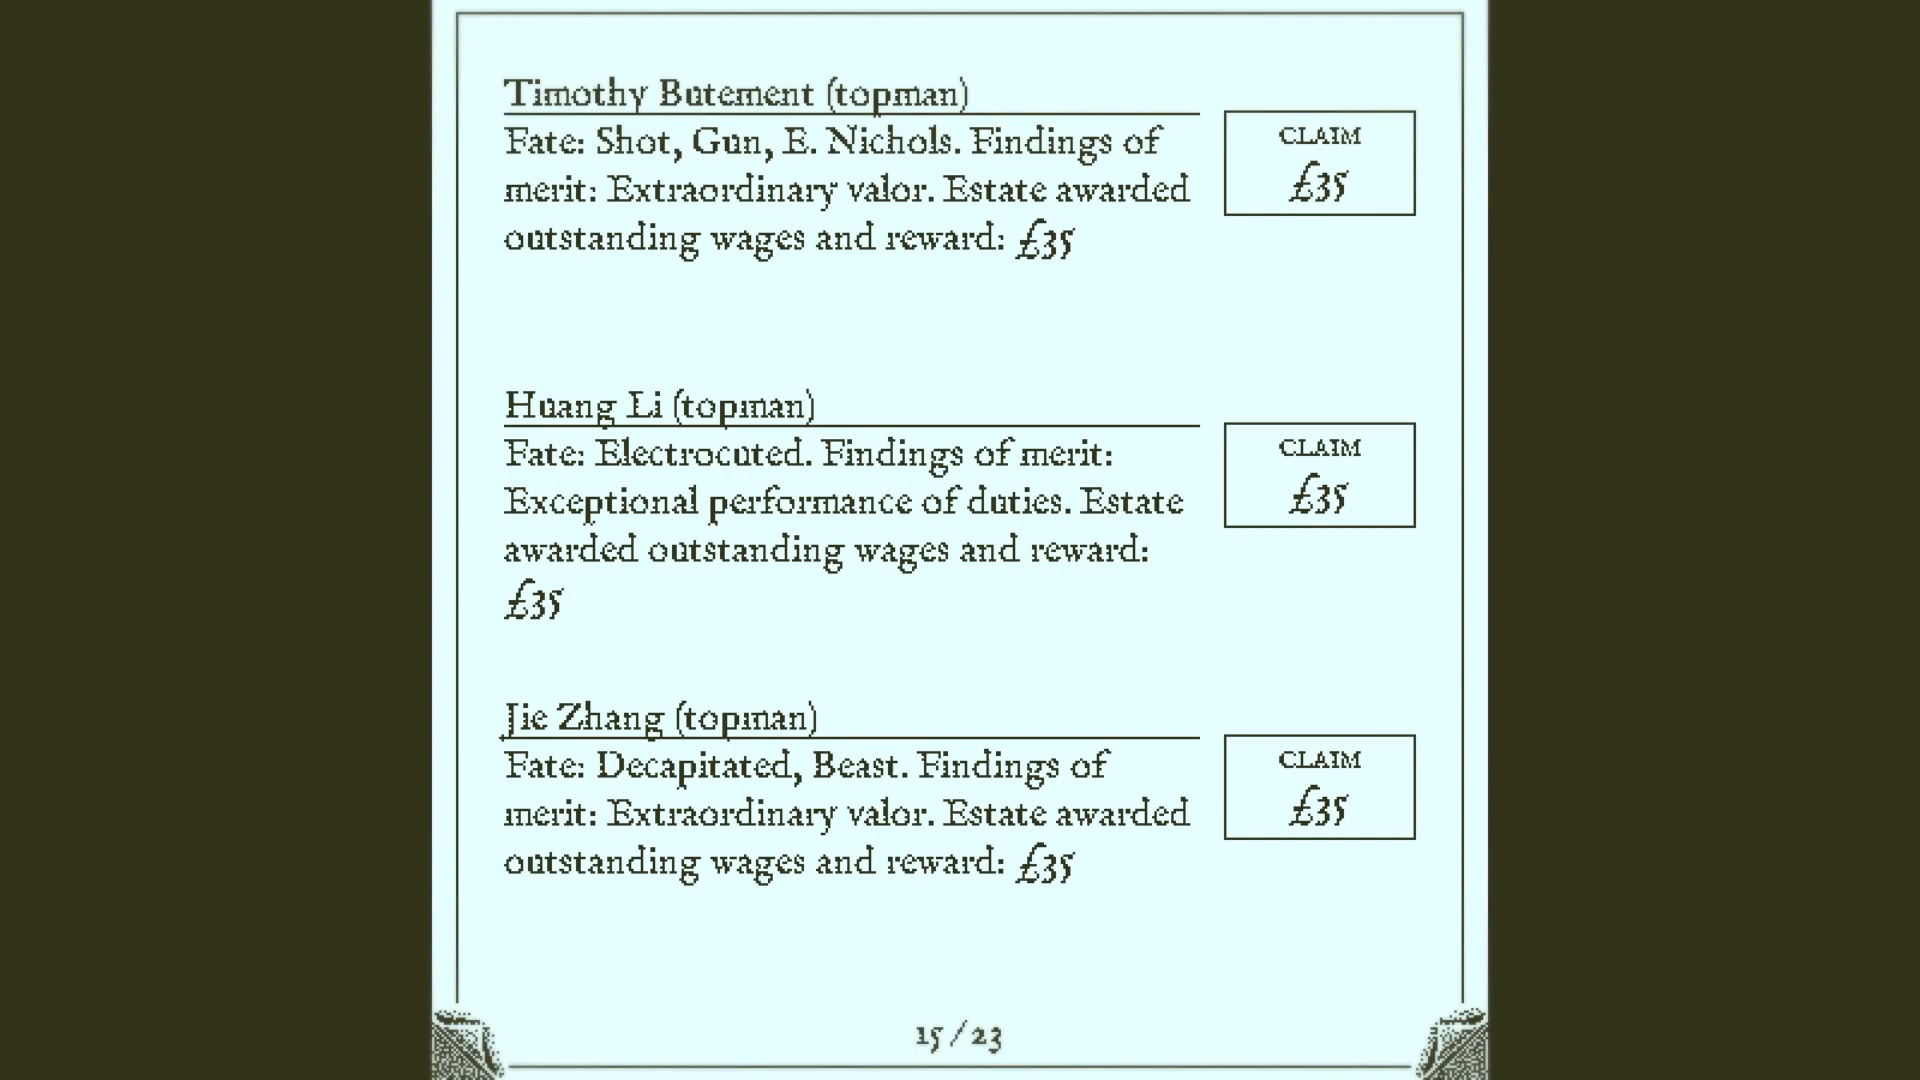 Timothy Butement (topman)
Fate: Shot, Gun, E. Nichols. Findings of
merit: Extraordinary valor. Estate awarded
outstanding wages and reward: £35
CLAIM
£35
Huang Li (topman)
Fate: Electrocuted. Findings of merit:
Exceptional performance of duties. Estate
awarded outstanding wages and reward:
£35
CLAIM
£35
Jie Zhang (topman)
Fate: Decapitated, Beast. Findings of
merit: Extraordinary valor. Estate awarded
outstanding wages and reward: £35
CLAIM
£35
15 / 23